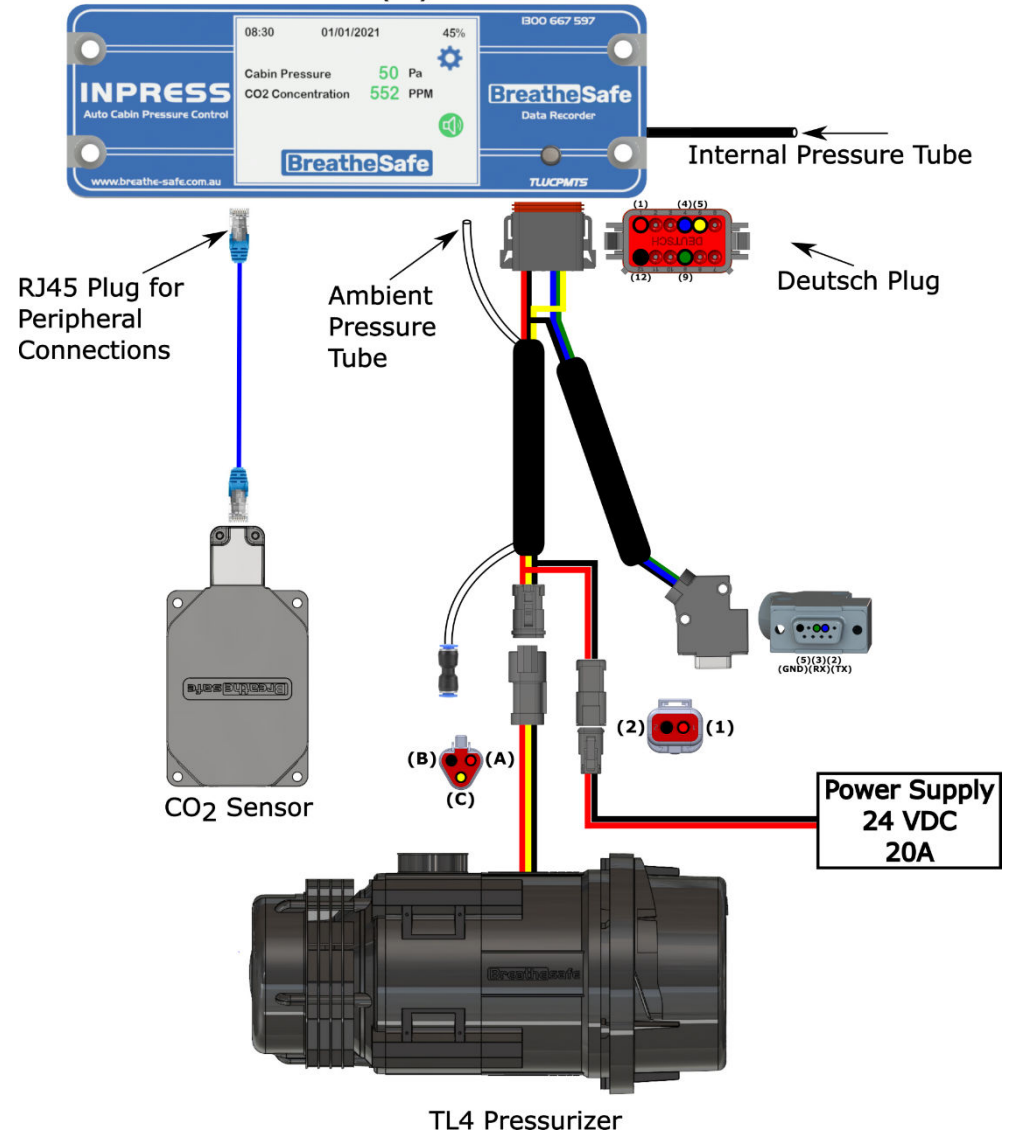 1300 667 597
08:30 01/01/2021 45%
Cabin Pressure 50 Pa
CO2 Concentration 552 PPM
INPRESS
Auto Cabin Pressure Control
BreatheSafe
Data Recorder
BreatheSafe
www.breathe-safe.com.au
TLUCPMTS
Internal Pressure Tube
RJ45 Plug for
Peripheral
Connections
Ambient
Pressure
Tube
(1) (4) (5)
DEUTSCH
(12) (9)
Deutsch Plug
(5)(3)(2)
(GND)(RX)(TX)
Breathesafe
CO2 Sensor
(B) (A)
(C)
(2) (1)
Power Supply
24 VDC
20A
Breathesafe
TL4 Pressurizer